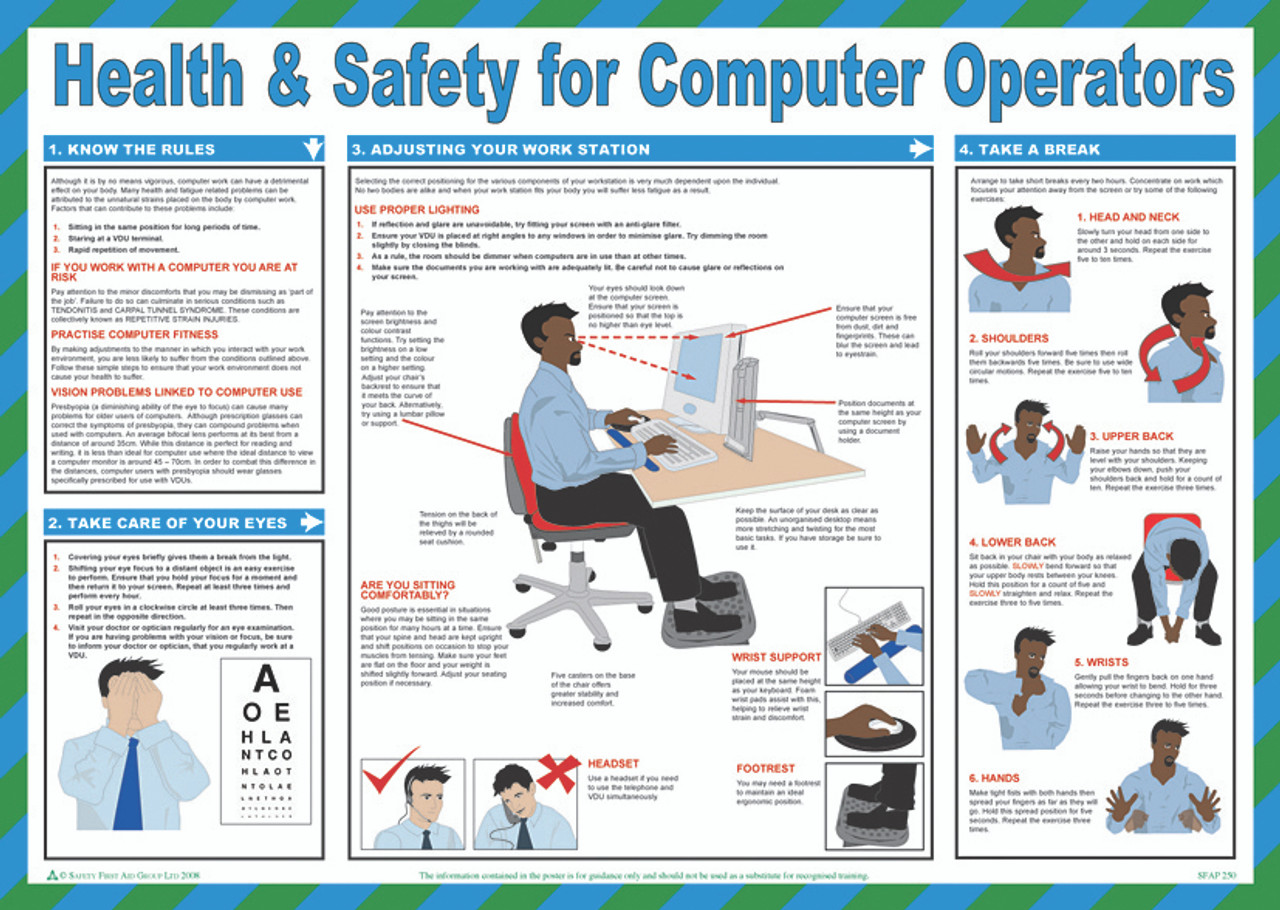 Health & Safety for Computer Operators
1. KNOW THE RULES
Although it is by no means vigorous, computer work can have a detrimental
effect on your body. Many health and fatigue related problems can be
attributed to the unnatural strains placed on the body by computer work.
Factors that can contribute to these problems include:
1. Sitting in the same position for long periods of time.
2. Staring at a VDU terminal.
3. Rapid repetition of movement.
IF YOU WORK WITH A COMPUTER YOU ARE AT
RISK
Pay attention to the minor discomforts that you may be dismissing as 'part of
the job'. Failure to do so can culminate in serious conditions such as
TENDONITIS and CARPAL TUNNEL SYNDROME. These conditions are
collectively known as REPETITIVE STRAIN INJURIES.
PRACTISE COMPUTER FITNESS
By making adjustments to the manner in which you interact with your work
environment, you are less likely to suffer from the conditions outlined above.
Follow these simple steps to ensure that your work environment does not
cause your health to suffer.
VISION PROBLEMS LINKED TO COMPUTER USE
Presbyopia (a diminishing ability of the eye to focus) can cause many
problems for older users of computers. Although prescription glasses can
correct the symptoms of presbyopia, they can compound problems when
used with computers. An average bifocal lens performs at its best from a
distance of around 35cm. While this distance is perfect for reading and
writing, it is less than ideal for computer use where the ideal distance to view
a computer monitor is around 45 – 70cm. In order to combat this difference in
the distances, computer users with presbyopia should wear glasses
specifically prescribed for use with VDUs.
2. TAKE CARE OF YOUR EYES
1. Covering your eyes briefly gives them a break from the light.
2. Shifting your eye focus to a distant object is an easy exercise
to perform. Ensure that you hold your focus for a moment and
then return it to your screen. Repeat at least three times and
perform every hour.
3. Roll your eyes in a clockwise circle at least three times. Then
repeat in the opposite direction.
4. Visit your doctor or optician regularly for an eye examination.
If you are having problems with your vision or focus, be sure
to inform your doctor or optician, that you regularly work at a
VDU.
A
O E
H L A
N T C O
H L A O T
N T O L A E
3. ADJUSTING YOUR WORK STATION
Selecting the correct positioning for the various components of your workstation is very much dependent upon the individual.
No two bodies are alike and when your work station fits your body you will suffer less fatigue as a result.
USE PROPER LIGHTING
1. If reflection and glare are unavoidable, try fitting your screen with an anti-glare filter.
2. Ensure your VDU is placed at right angles to any windows in order to minimise glare. Try dimming the room
slightly by closing the blinds.
3. As a rule, the room should be dimmer when computers are in use than at other times.
4. Make sure the documents you are working with are adequately lit. Be careful not to cause glare or reflections on
your screen.
Pay attention to the
screen brightness and
colour contrast
functions. Try setting the
brightness on a low
setting and the colour
on a higher setting.
Adjust your chair's
backrest to ensure that
it meets the curve of
your back. Alternatively,
try using a lumbar pillow
or support.
Your eyes should look down
at the computer screen.
Ensure that your screen is
positioned so that the top is
no higher than eye level.
Ensure that your
computer screen is free
from dust, dirt and
fingerprints. These can
blur the screen and lead
to eyestrain.
Position documents at
the same height as your
computer screen by
using a document
holder.
Tension on the back of
the thighs will be
relieved by a rounded
seat cushion.
Keep the surface of your desk as clear as
possible. An unorganised desktop means
more stretching and twisting for the most
basic tasks. If you have storage be sure to
use it.
ARE YOU SITTING
COMFORTABLY?
Good posture is essential in situations
where you may be sitting in the same
position for many hours at a time. Ensure
that your spine and head are kept upright
and shift positions on occasion to stop your
muscles from tensing. Make sure your feet
are flat on the floor and your weight is
shifted slightly forward. Adjust your seating
position if necessary.
Five casters on the base
of the chair offers
greater stability and
increased comfort.
WRIST SUPPORT
Your mouse should be
placed at the same height
as your keyboard. Foam
wrist pads assist with this,
helping to relieve wrist
strain and discomfort.
HEADSET
Use a headset if you need
to use the telephone and
VDU simultaneously
FOOTREST
You may need a footrest
to maintain an ideal
ergonomic position.
4. TAKE A BREAK
Arrange to take short breaks every two hours. Concentrate on work which
focuses your attention away from the screen or try some of the following
exercises:
1. HEAD AND NECK
Slowly turn your head from one side to
the other and hold on each side for
around 3 seconds. Repeat the exercise
five to ten times.
2. SHOULDERS
Roll your shoulders forward five times then roll
them backwards five times. Be sure to use wide
circular motions. Repeat the exercise five to ten
times.
3. UPPER BACK
Raise your hands so that they are
level with your shoulders. Keeping
your elbows down, push your
shoulders back and hold for a count of
ten. Repeat the exercise three times.
4. LOWER BACK
Sit back in your chair with your body as relaxed
as possible. SLOWLY bend forward so that
your upper body rests between your knees.
Hold this position for a count of five and
SLOWLY straighten and relax. Repeat the
exercise three to five times.
5. WRISTS
Gently pull the fingers back on one hand
allowing your wrist to bend. Hold for three
seconds before changing to the other hand.
Repeat the exercise three to five times.
6. HANDS
Make tight fists with both hands then
spread your fingers as far as they will
go. Hold this spread position for five
seconds. Repeat the exercise three
times.
© SAFETY FIRST AID GROUP LTD 2008
The information contained in the poster is for guidance only and should not be used as a substitute for recognised training.
SFAP 250